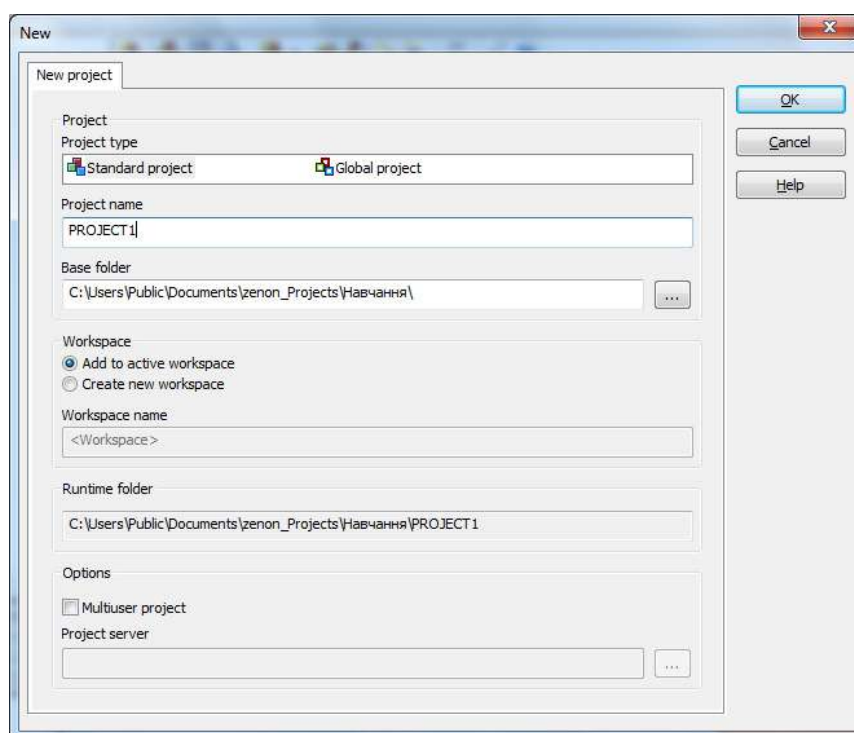 New
New project
Project
Project type
Standard project Global project
Project name
PROJECT1
Base folder
C:\Users\Public\Documents\zenon_Projects\Навчання\
...
Workspace
Add to active workspace
Create new workspace
Workspace name
<Workspace>
Runtime folder
C:\Users\Public\Documents\zenon_Projects\Навчання\PROJECT1
Options
Multiuser project
Project server
...
OK
Cancel
Help